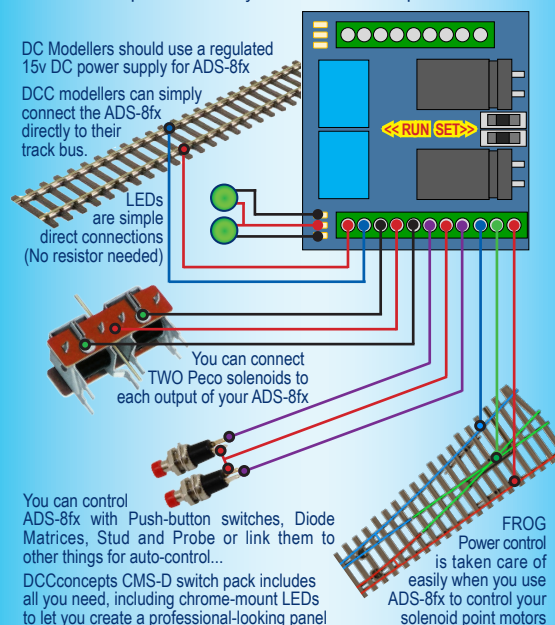 DC Modellers should use a regulated
15v DC power supply for ADS-8fx
DCC modellers can simply
connect the ADS-8fx
directly to their
track bus.
<< RUN SET>>
LEDs
are simple
direct connections
(No resistor needed)
You can connect
TWO Peco solenoids to
each output of your ADS-8fx
You can control
ADS-8fx with Push-button switches, Diode
Matrices, Stud and Probe or link them to
other things for auto-control...
DCCconcepts CMS-D switch pack includes
all you need, including chrome-mount LEDs
to let you create a professional-looking panel
FROG
Power control
is taken care of
easily when you use
ADS-8fx to control your
solenoid point motors